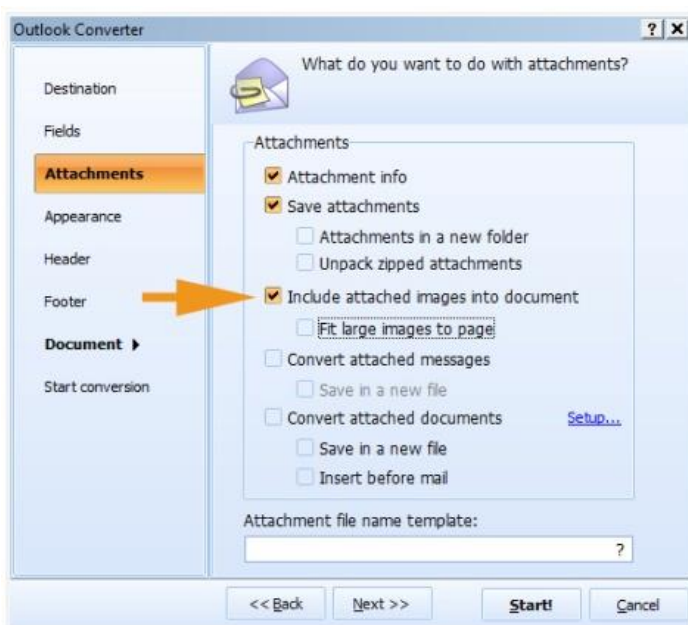 Outlook Converter
? X
Destination
Fields
Attachments
Appearance
Header
Footer
Document
Start conversion
What do you want to do with attachments?
Attachments
Attachment info
Save attachments
Attachments in a new folder
Unpack zipped attachments
Include attached images into document
Fit large images to page
Convert attached messages
Save in a new file
Convert attached documents Setup...
Save in a new file
Insert before mail
Attachment file name template:
?
<< Back Next >> Start! Cancel